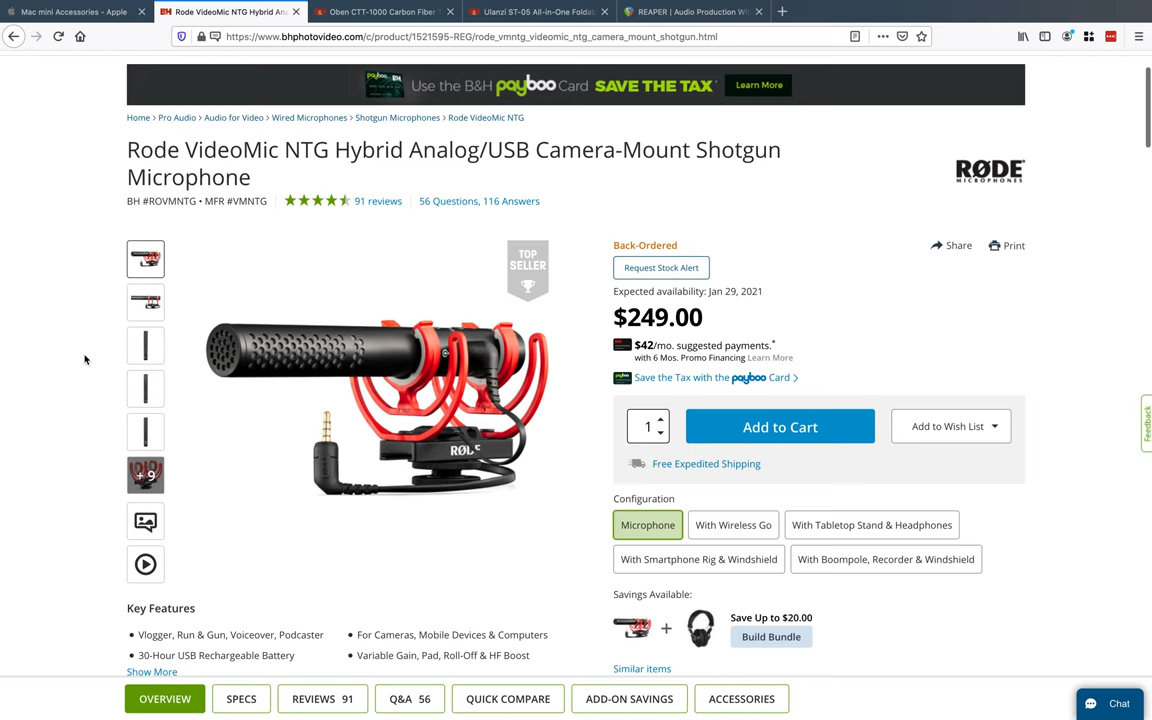 Mac mini Accessories - Apple
Rode VideoMic NTG Hybrid An
Oben CTT-1000 Carbon Fiber
Ulanzi ST-05 All-in-One Foldab
REAPER | Audio Production Wi
https://www.bhphotovideo.com/c/product/1521595-REG/rode_vmntg_videomic_ntg_camera_mount_shotgun.html
payboo Use the B&H payboo Card SAVE THE TAX* Learn More
Home > Pro Audio > Audio for Video > Wired Microphones > Shotgun Microphones > Rode VideoMic NTG
Rode VideoMic NTG Hybrid Analog/USB Camera-Mount Shotgun
Microphone
RØDE
MICROPHONES
BH #ROVMNTG • MFR #VMNTG 91 reviews 56 Questions, 116 Answers
TOP
SELLER
RØDE
+ 9
Back-Ordered
Share Print
Request Stock Alert
Expected availability: Jan 29, 2021
$249.00
$42/mo. suggested payments.*
with 6 Mos. Promo Financing Learn More
payboo Save the Tax with the payboo Card >
1 Add to Cart Add to Wish List
Free Expedited Shipping
Configuration
Microphone With Wireless Go With Tabletop Stand & Headphones
With Smartphone Rig & Windshield With Boompole, Recorder & Windshield
Savings Available:
+ Save Up to $20.00
Build Bundle
Similar items
Key Features
• Vlogger, Run & Gun, Voiceover, Podcaster
• For Cameras, Mobile Devices & Computers
• 30-Hour USB Rechargeable Battery
• Variable Gain, Pad, Roll-Off & HF Boost
Show More
OVERVIEW SPECS REVIEWS 91 Q&A 56 QUICK COMPARE ADD-ON SAVINGS ACCESSORIES
Feedback
Chat